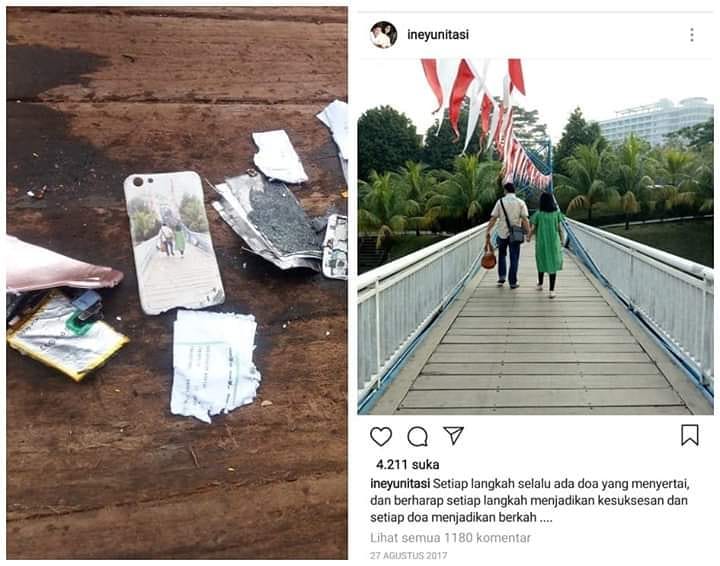 ineyunitasi
4.211 suka
ineyunitasi Setiap langkah selalu ada doa yang menyertai,
dan berharap setiap langkah menjadikan kesuksesan dan
setiap doa menjadikan berkah ....
Lihat semua 1180 komentar
27 AGUSTUS 2017